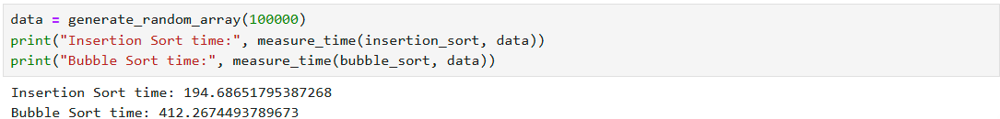 data = generate_random_array(100000)
print("Insertion Sort time:", measure_time(insertion_sort, data))
print("Bubble Sort time:", measure_time(bubble_sort, data))
Insertion Sort time: 194.68651795387268
Bubble Sort time: 412.2674493789673